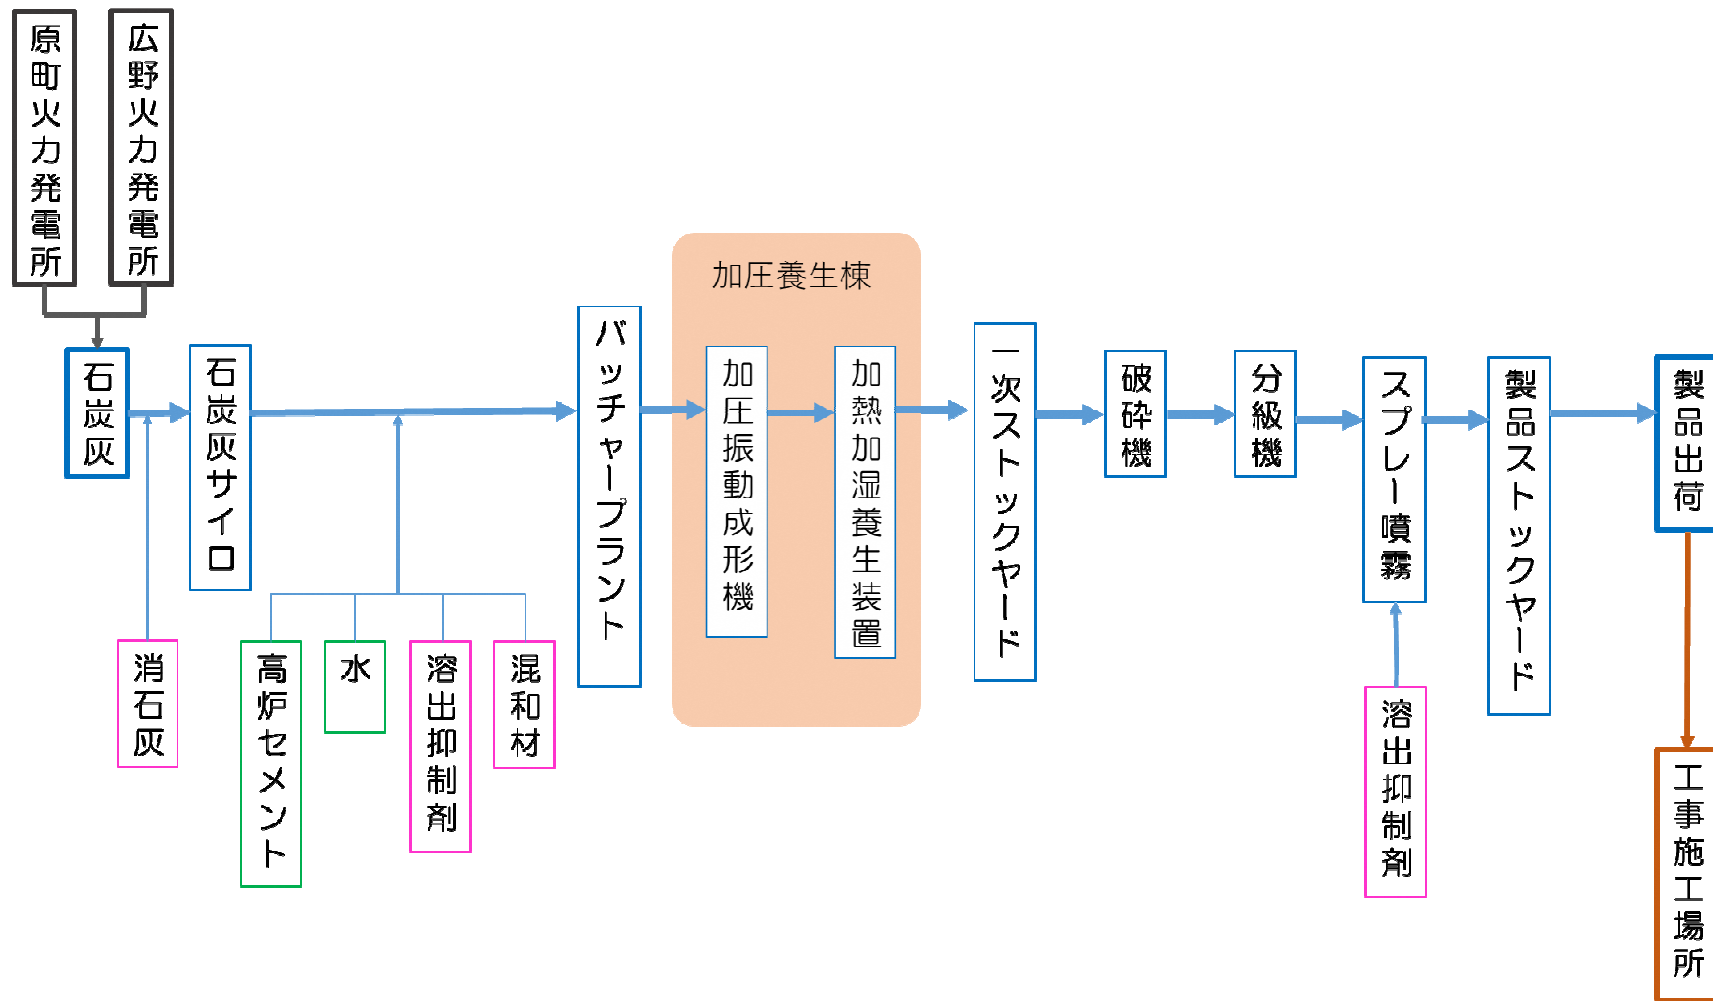 原町火力発電所
広野火力発電所
石炭灰
消石灰
石炭灰サイロ
高炉セメント
水
溶出抑制剤
混和材
バッチャープラント
加圧養生棟
加圧振動成形機
加熱加湿養生装置
一次ストックヤード
破砕機
分級機
スプレー噴霧
溶出抑制剤
製品ストックヤード
製品出荷
工事施工場所